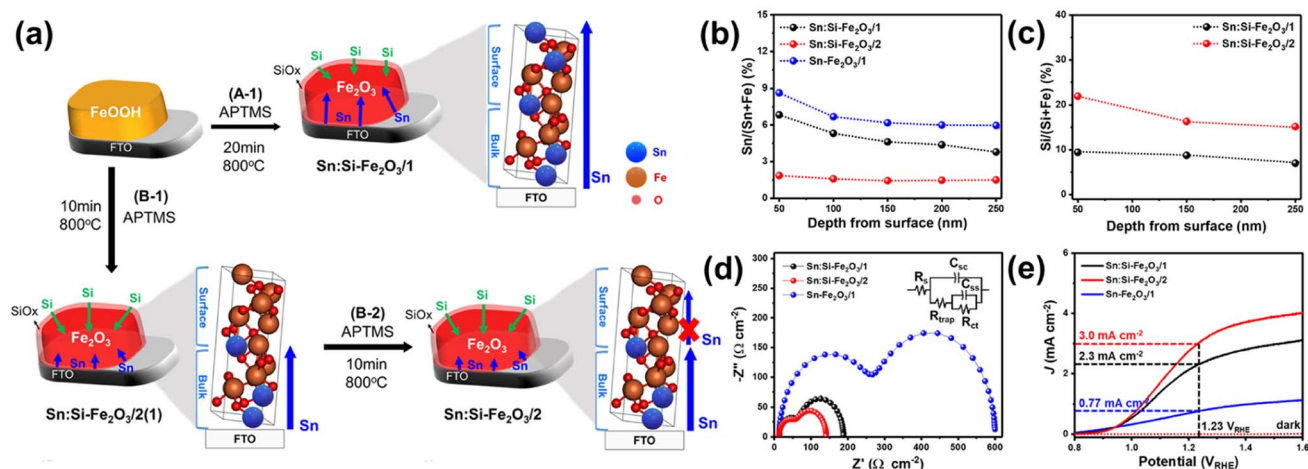 (a)
FeOOH
FTO
(A-1)
APTMS
20min
800°C
SiOx
Si
Si
Si
Fe2O3
Sn
Sn
FTO
Sn:Si-Fe2O3/1
Surface
Bulk
FTO
Sn
Sn
Fe
O
10min
800°C
(B-1)
APTMS
SiOx
Si
Si
Si
Fe2O3
Sn
Sn
FTO
Sn:Si-Fe2O3/2(1)
Surface
Bulk
FTO
Sn
(B-2)
APTMS
10min
800°C
SiOx
Si
Si
Si
Fe2O3
Sn
Sn
FTO
Sn:Si-Fe2O3/2
Surface
Bulk
FTO
Sn
Sn
(b)
Sn/(Sn+Fe) (%)
15
12
9
6
3
0
Sn:Si-Fe2O3/1
Sn:Si-Fe2O3/2
Sn-Fe2O3/1
50 100 150 200 250
Depth from surface (nm)
(c)
Si/(Si+Fe) (%)
40
30
20
10
0
Sn:Si-Fe2O3/1
Sn:Si-Fe2O3/2
50 100 150 200 250
Depth from surface (nm)
(d)
-Z'' (Ω cm-2)
300
250
200
150
100
50
0
Sn:Si-Fe2O3/1
Sn:Si-Fe2O3/2
Sn-Fe2O3/1
Csc
Rs
Css
Rtrap
Rct
0 100 200 300 400 500 600
Z' (Ω cm-2)
(e)
J (mA cm-2)
6
4
2
0
Sn:Si-Fe2O3/1
Sn:Si-Fe2O3/2
Sn-Fe2O3/1
3.0 mA cm-2
2.3 mA cm-2
0.77 mA cm-2
1.23 VRHE
dark
0.8 1.0 1.2 1.4 1.6
Potential (VRHE)